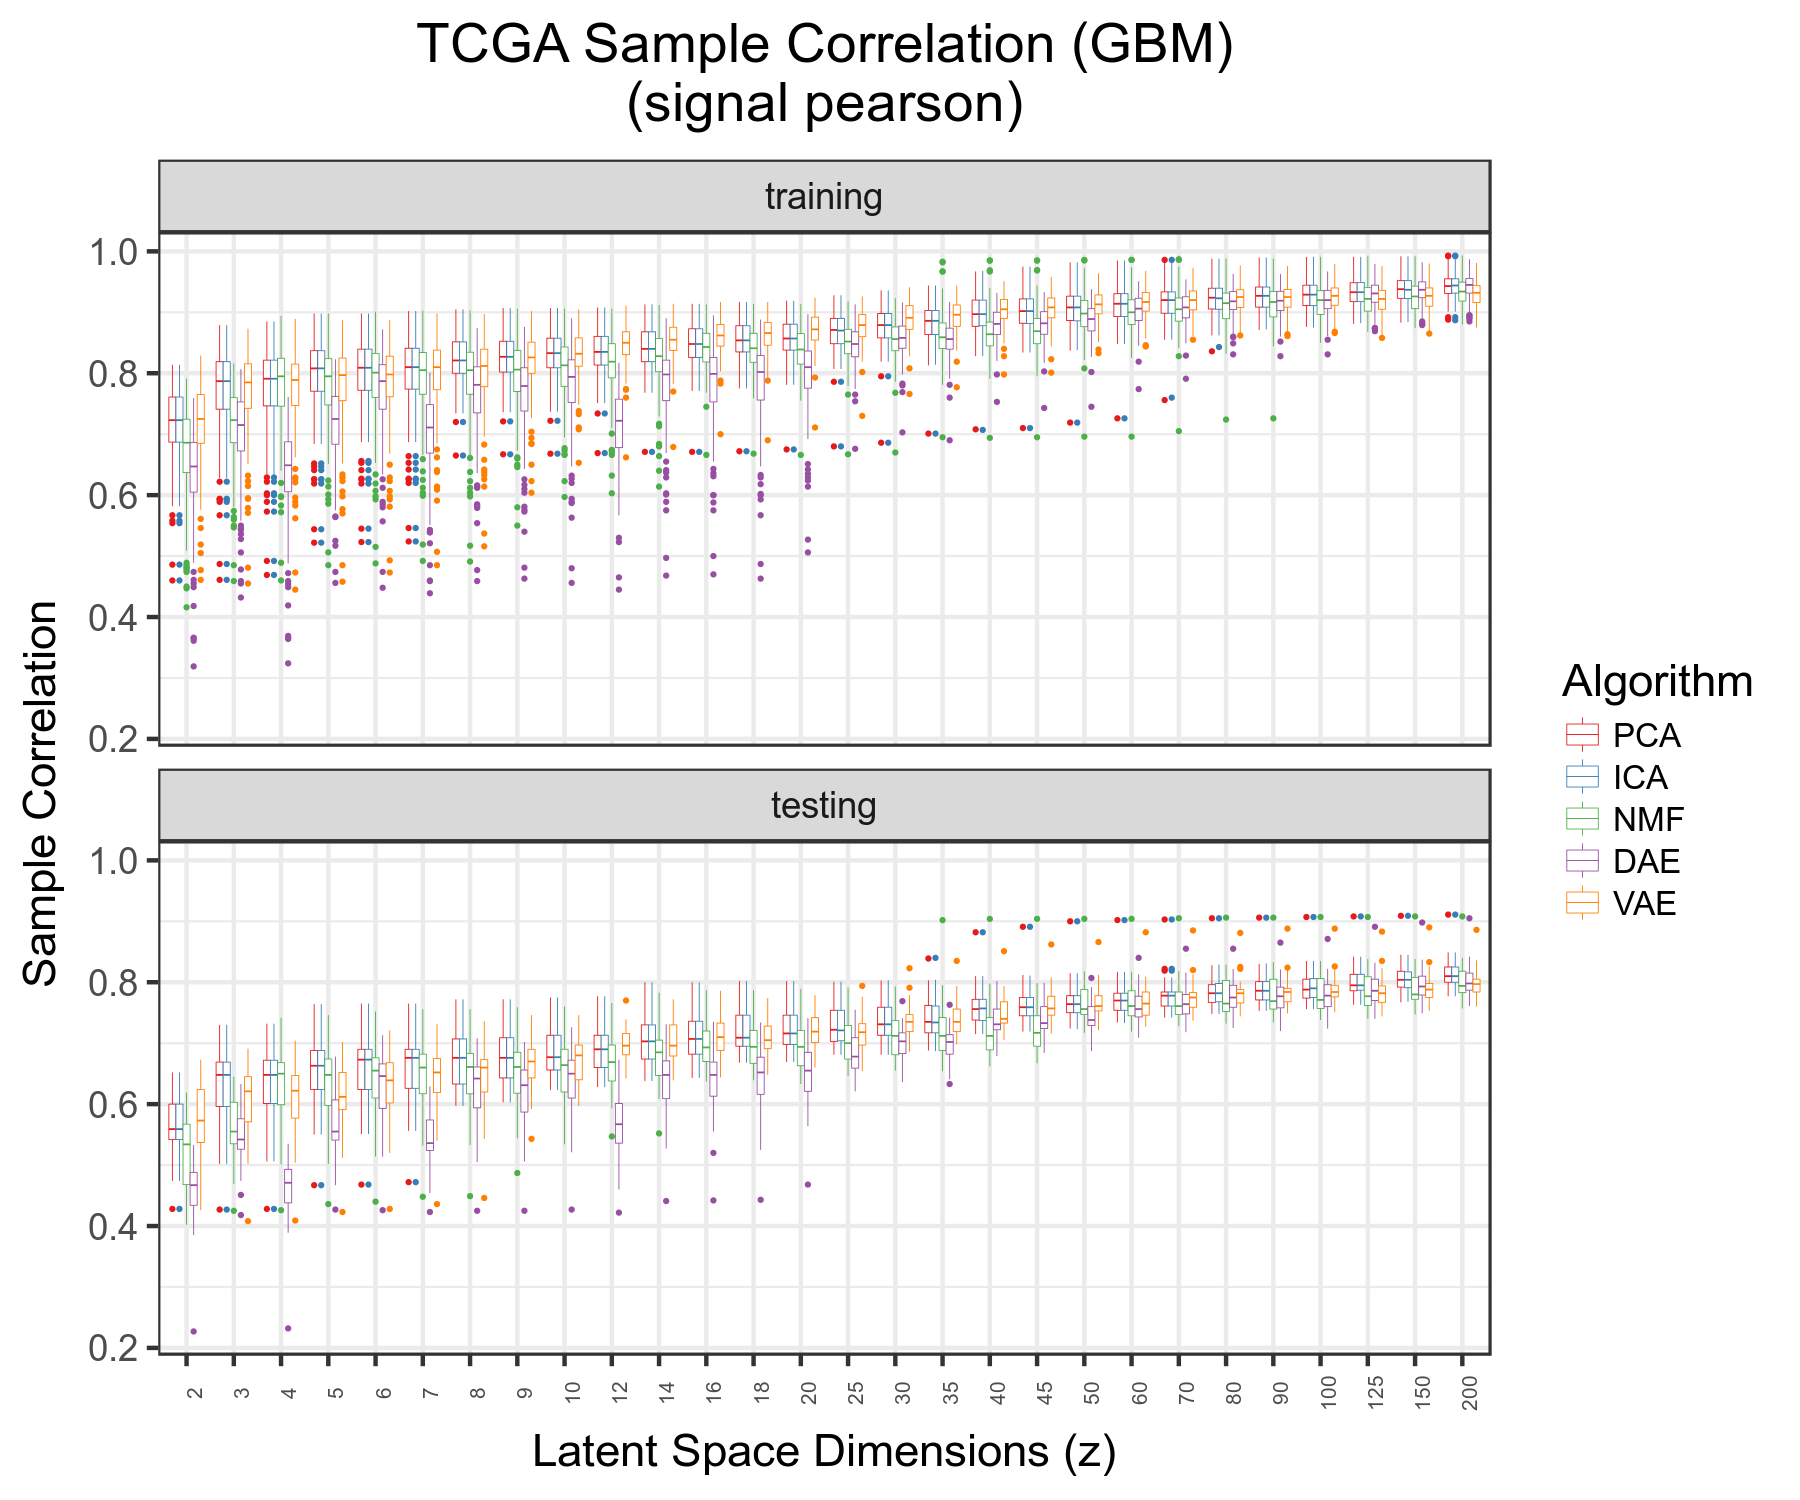 TCGA Sample Correlation (GBM)
(signal pearson)
training
1.0
0.8
0.6
0.4
0.2
testing
1.0
0.8
0.6
0.4
0.2
Sample Correlation
2 3 4 5 6 7 8 9 10 12 14 16 18 20 25 30 35 40 45 50 60 70 80 90 100 125 150 200
Latent Space Dimensions (z)
Algorithm
PCA
ICA
NMF
DAE
VAE